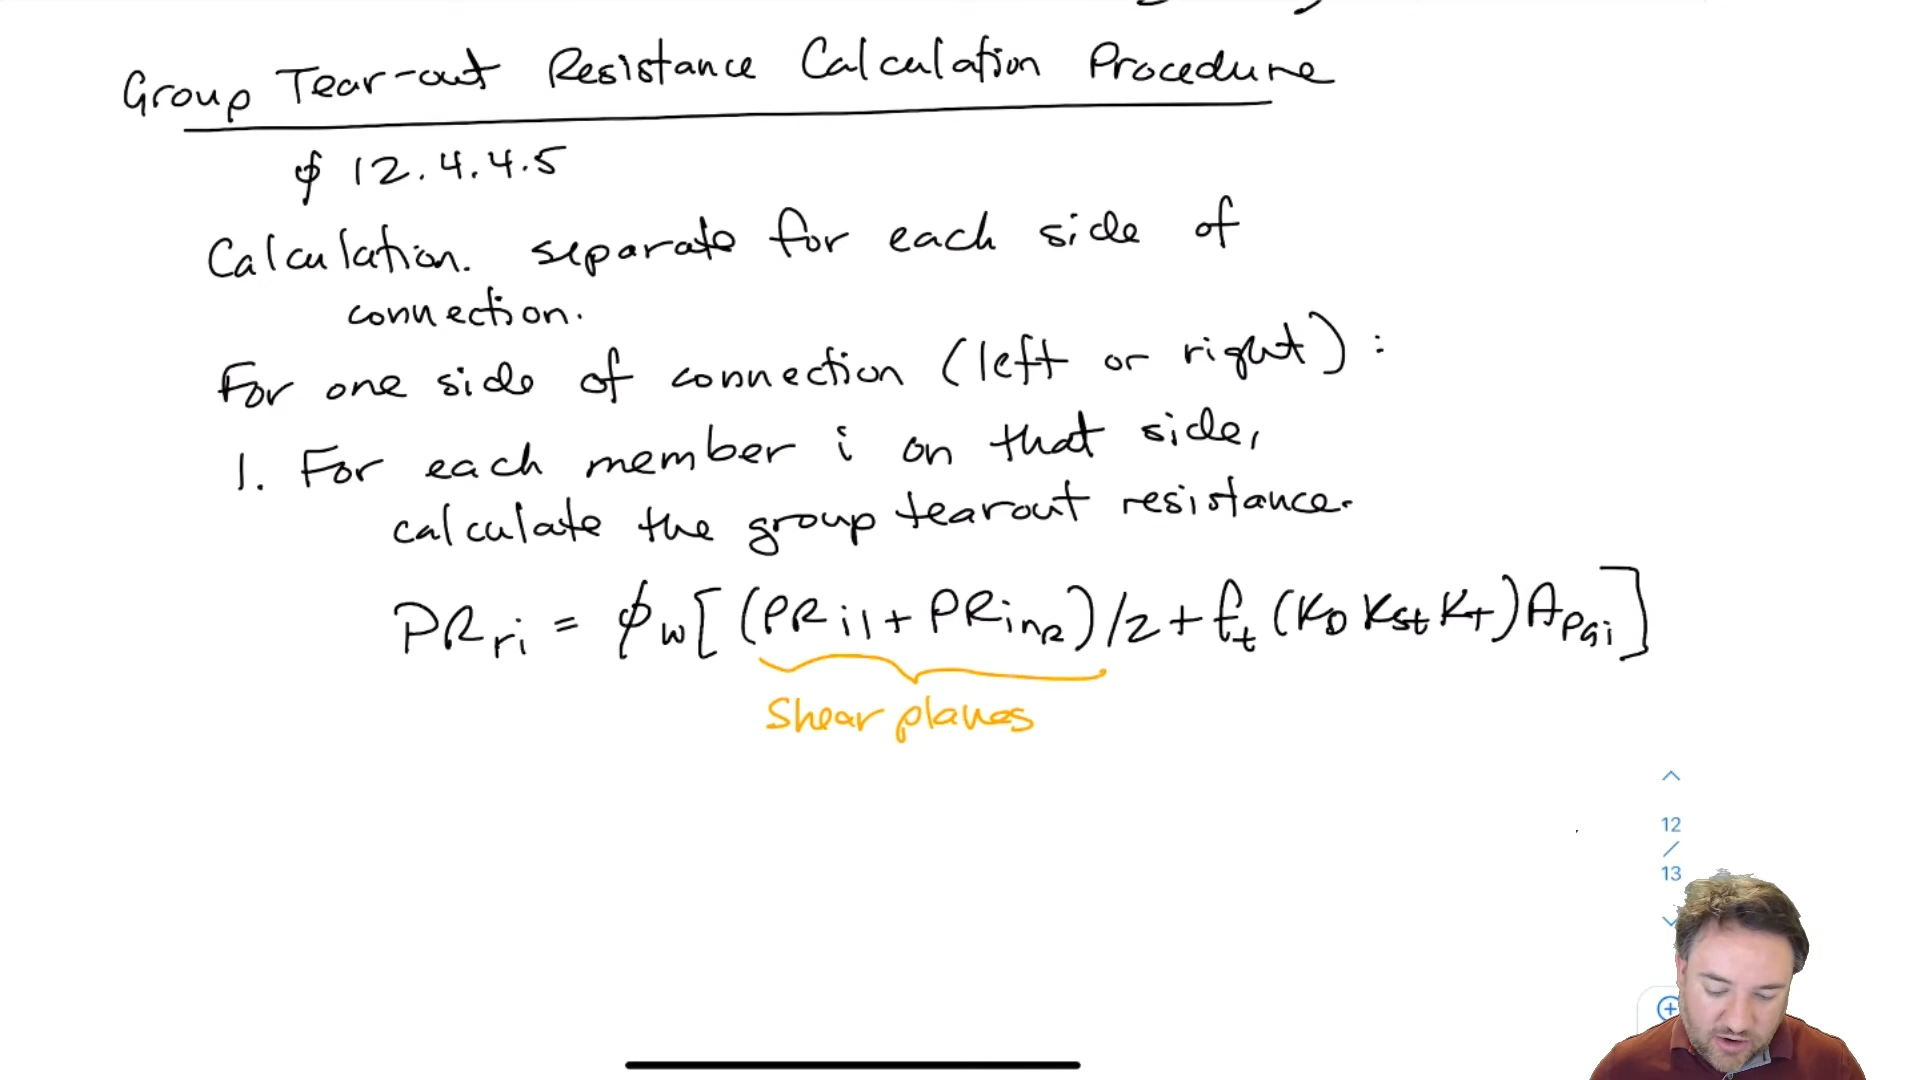 Group Tear-out Resistance Calculation Procedure
§ 12.4.4.5
Calculation. separate for each side of
connection.
For one side of connection (left or right):
1. For each member i on that side,
calculate the group tearout resistance.
PRri = ϕw[(PRi1 + PRinR)/2 + ft (KD KSt KT) APGi]
Shear planes
12
/
13